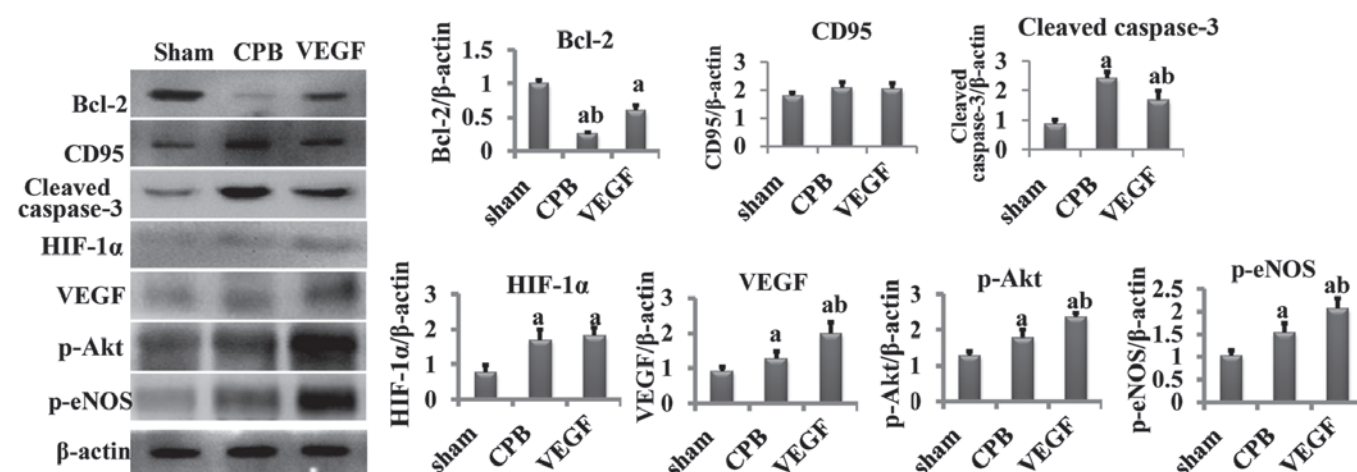 Sham CPB VEGF
Bcl-2
CD95
Cleaved
caspase-3
HIF-1α
VEGF
p-Akt
p-eNOS
β-actin
Bcl-2
Bcl-2/β-actin
1.5
1
0.5
0
ab
a
sham
CPB
VEGF
CD95
CD95/β-actin
3
2
1
0
sham
CPB
VEGF
Cleaved caspase-3
Cleaved
caspase-3/β-actin
3
2
1
0
a
ab
sham
CPB
VEGF
HIF-1α
HIF-1α/β-actin
3
2
1
0
a
a
sham
CPB
VEGF
VEGF
VEGF/β-actin
3
2
1
0
a
ab
sham
CPB
VEGF
p-Akt
p-Akt/β-actin
3
2
1
0
a
ab
sham
CPB
VEGF
p-eNOS
p-eNOS/β-actin
2.5
2
1.5
1
0.5
0
a
ab
sham
CPB
VEGF